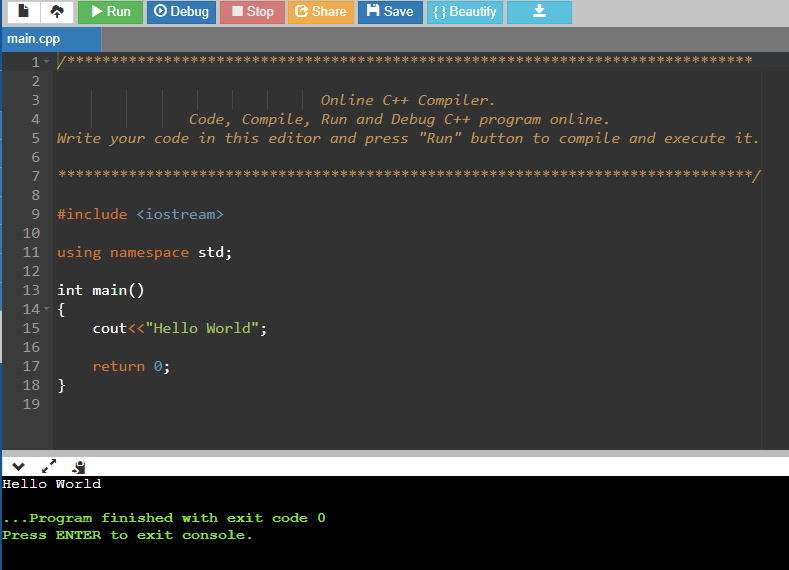 Run Debug Stop Share Save { } Beautify
main.cpp
1 /******************************************************************************
2
3 Online C++ Compiler.
4 Code, Compile, Run and Debug C++ program online.
5 Write your code in this editor and press "Run" button to compile and execute it.
6
7 *******************************************************************************/
8
9 #include <iostream>
10
11 using namespace std;
12
13 int main()
14 {
15     cout<<"Hello World";
16
17     return 0;
18 }
19
Hello World
...Program finished with exit code 0
Press ENTER to exit console.